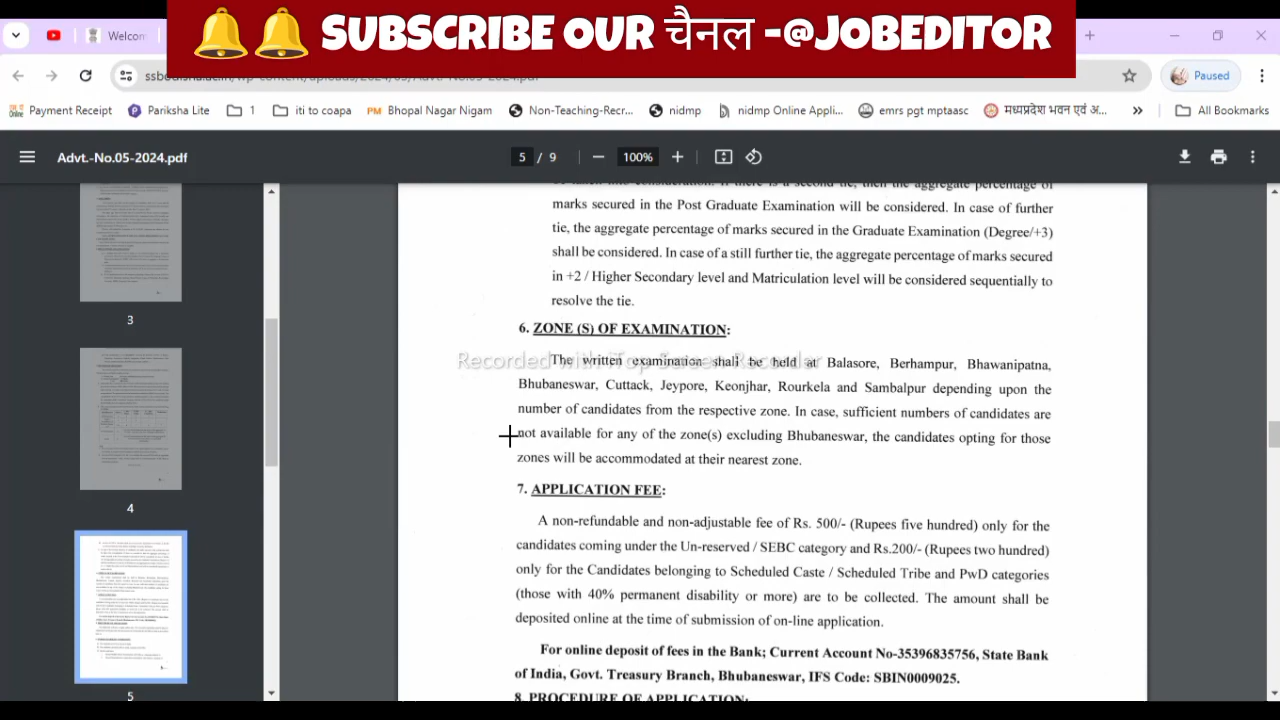 SUBSCRIBE OUR चैनल -@JOBEDITOR
Welcom
Paused
Payment Receipt
Pariksha Lite
1
iti to coapa
PM Bhopal Nagar Nigam
Non-Teaching-Recr...
nidmp
nidmp Online Appli...
emrs pgt mptaasc
मध्यप्रदेश भवन एवं अ...
All Bookmarks
Advt.-No.05-2024.pdf
5 / 9
100%
3
4
5
marks secured in the Post Graduate Examination will be considered. In case of further
tie, the aggregate percentage of marks secured in the Graduate Examination (Degree/+3)
shall be considered. In case of a still further tie, the aggregate percentage of marks secured
in +2 / Higher Secondary level and Matriculation level will be considered sequentially to
resolve the tie.
6. ZONE (S) OF EXAMINATION:
The written examination shall be held at Balasore, Berhampur, Bhawanipatna,
Bhubaneswar, Cuttack, Jeypore, Keonjhar, Rourkela and Sambalpur depending upon the
number of candidates from the respective zone. In case, sufficient numbers of candidates are
not available for any of the zone(s) excluding Bhubaneswar, the candidates opting for those
zones will be accommodated at their nearest zone.
7. APPLICATION FEE:
A non-refundable and non-adjustable fee of Rs. 500/- (Rupees five hundred) only for the
candidates coming under the Un-reserved / SEBC category and Rs.200/- (Rupees two hundred)
only for the Candidates belonging to Scheduled Caste / Scheduled Tribe and PWD categories
(those with 40% permanent disability or more) are to be collected. The amount shall be
deposited online at the time of submission of on-line application.
For online deposit of fees in the Bank; Current Account No-35396835756, State Bank
of India, Govt. Treasury Branch, Bhubaneswar, IFS Code: SBIN0009025.
8. PROCEDURE OF APPLICATION: